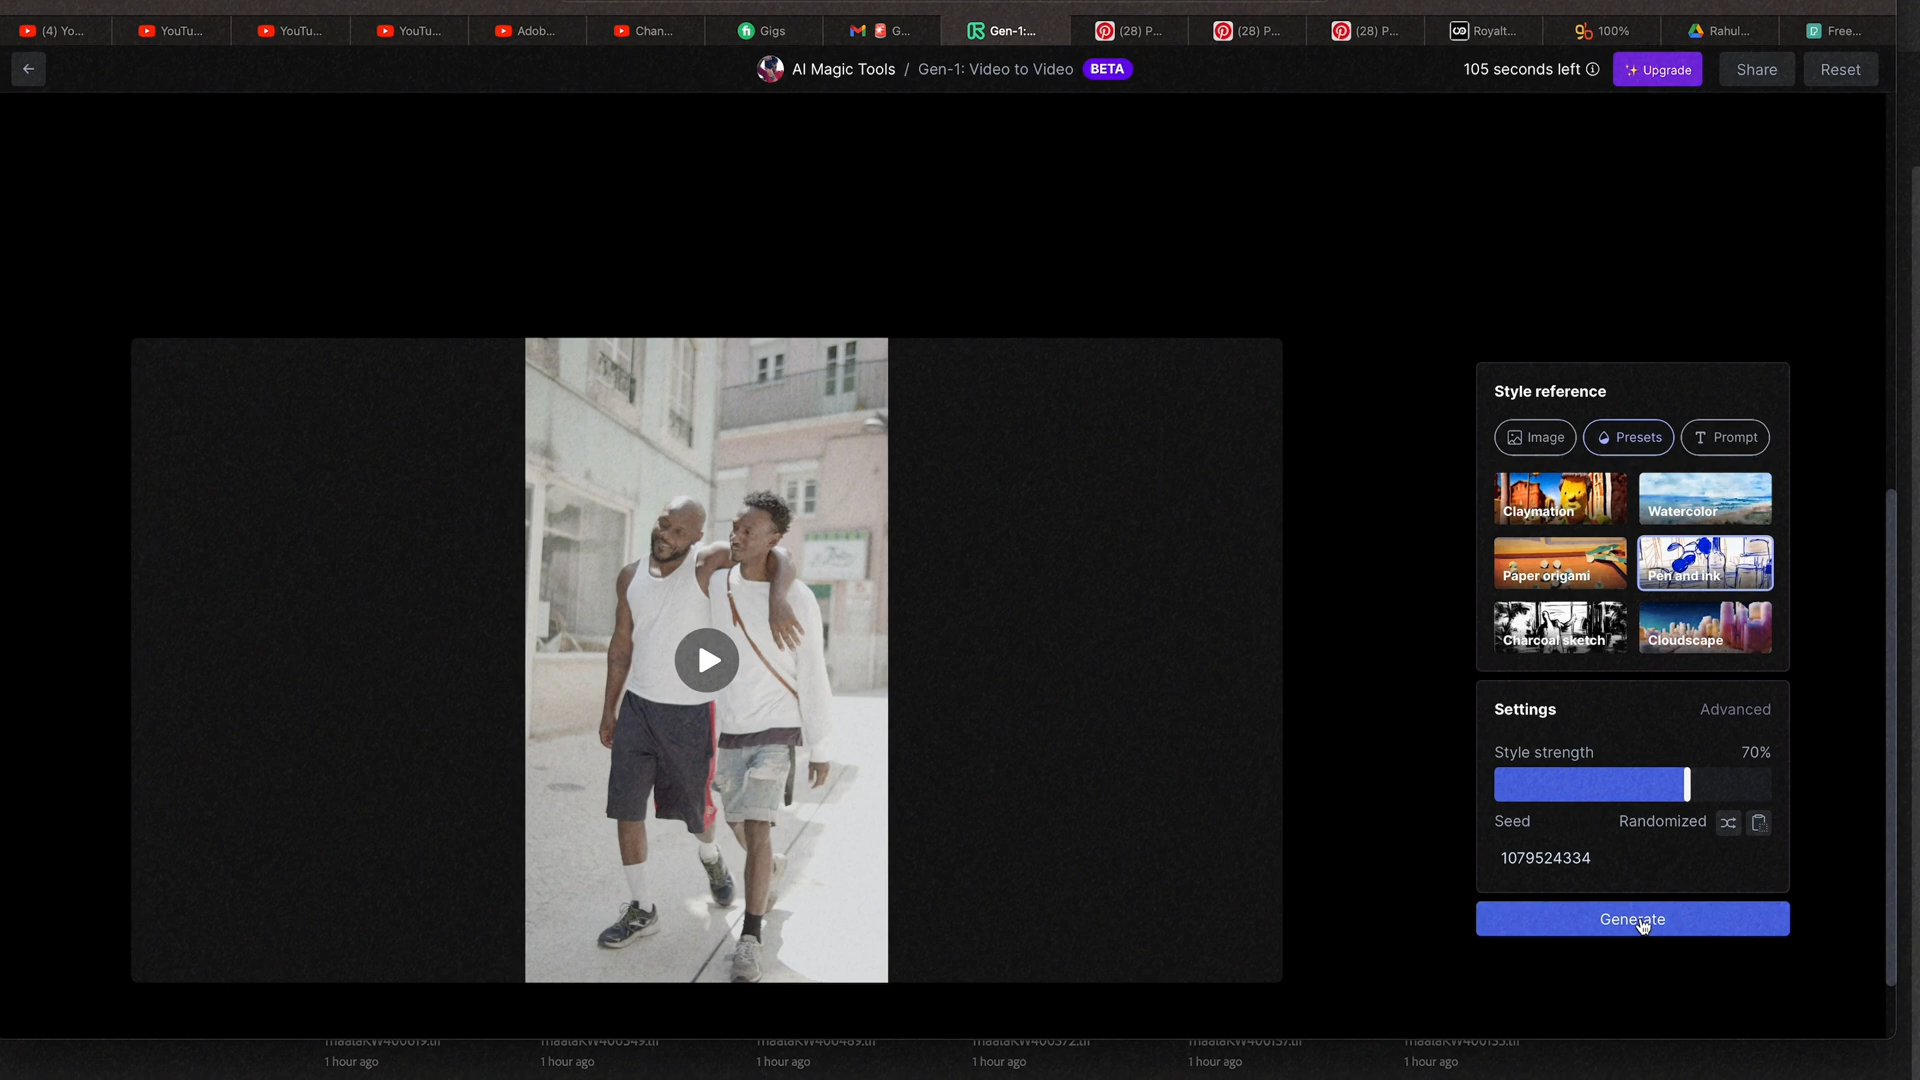 (4) Yo...
YouTu...
YouTu...
YouTu...
Adob...
Chan...
Gigs
G...
Gen-1:...
(28) P...
(28) P...
(28) P...
Royalt...
100%
Rahul...
Free...
AI Magic Tools / Gen-1: Video to Video BETA
105 seconds left
Upgrade
Share
Reset
Style reference
Image
Presets
Prompt
Claymation
Watercolor
Paper origami
Pen and ink
Charcoal sketch
Cloudscape
Settings
Advanced
Style strength
70%
Seed
Randomized
1079524334
Generate
1 hour ago
1 hour ago
1 hour ago
1 hour ago
1 hour ago
1 hour ago